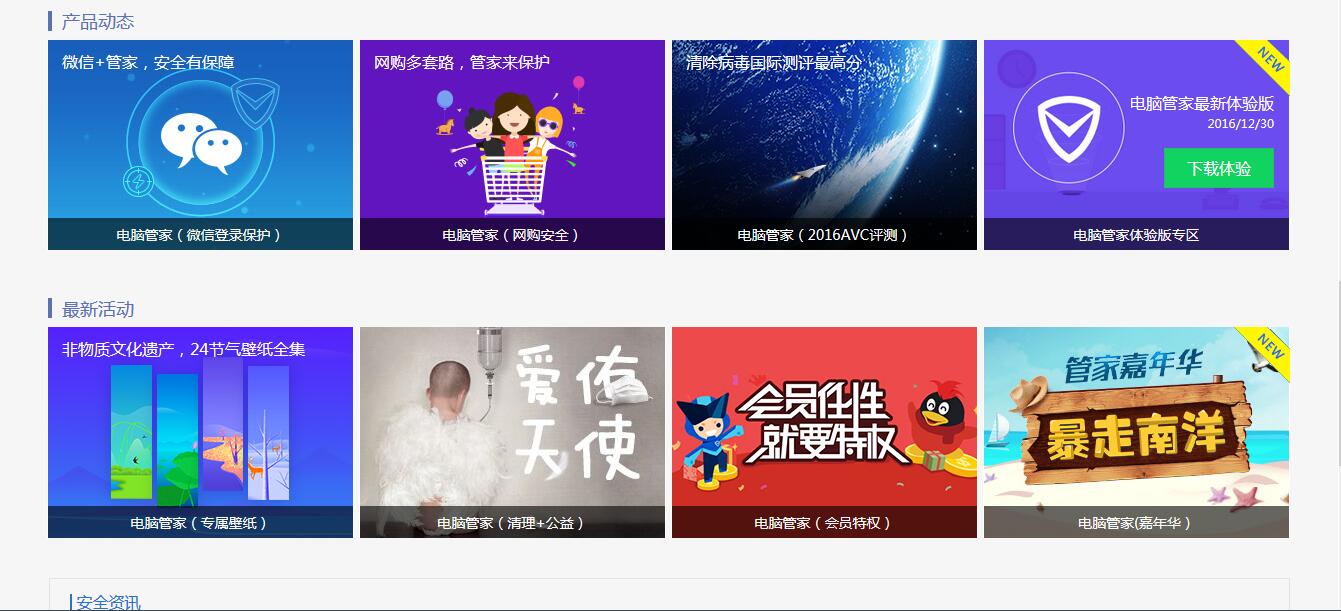 产品动态
微信+管家，安全有保障
电脑管家（微信登录保护）
网购多套路，管家来保护
电脑管家（网购安全）
清除病毒国际测评最高分
电脑管家（2016AVC评测）
NEW
电脑管家最新体验版
2016/12/30
下载体验
电脑管家体验版专区
最新活动
非物质文化遗产，24节气壁纸全集
电脑管家（专属壁纸）
爱佑
天使
电脑管家（清理+公益）
会员任性
就要特权
电脑管家（会员特权）
NEW
管家嘉年华
暴走南洋
电脑管家(嘉年华）
安全资讯